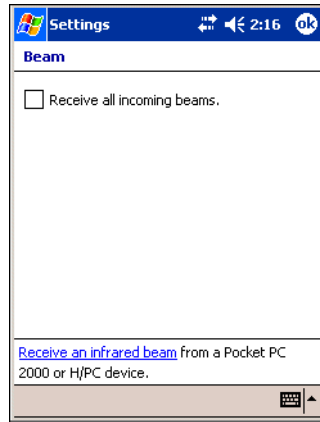 Settings 2:16 ok
Beam
Receive all incoming beams.
Receive an infrared beam from a Pocket PC
2000 or H/PC device.